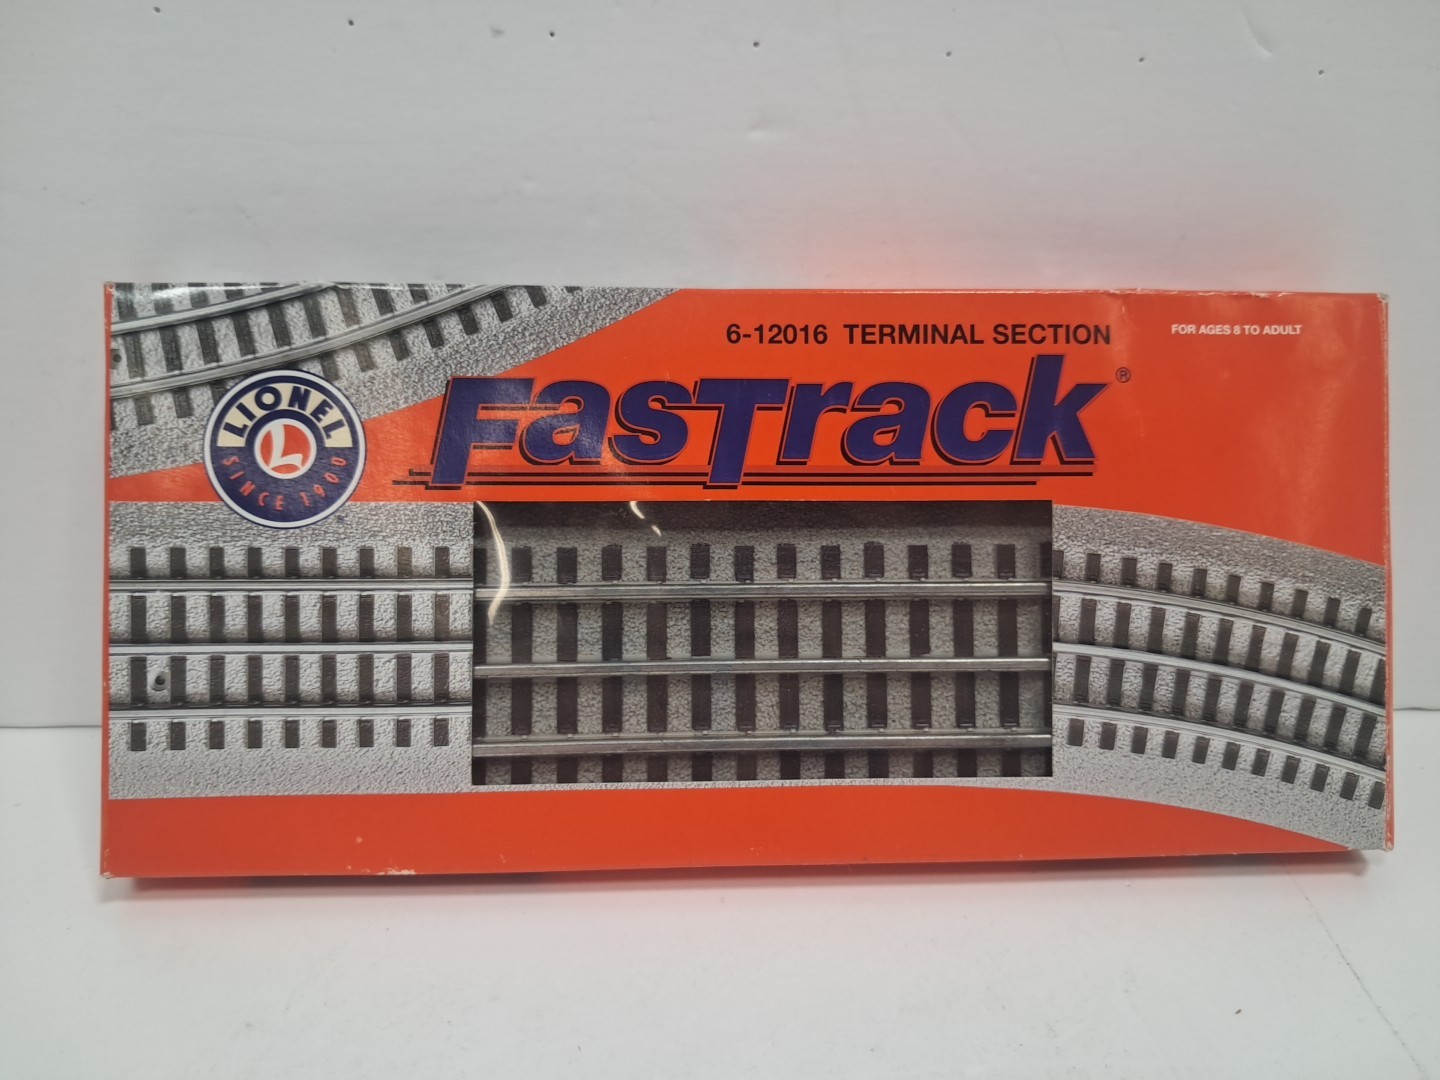 6-12016 TERMINAL SECTION
FOR AGES 8 TO ADULT
FasTrack®
LIONEL
L
SINCE 1900